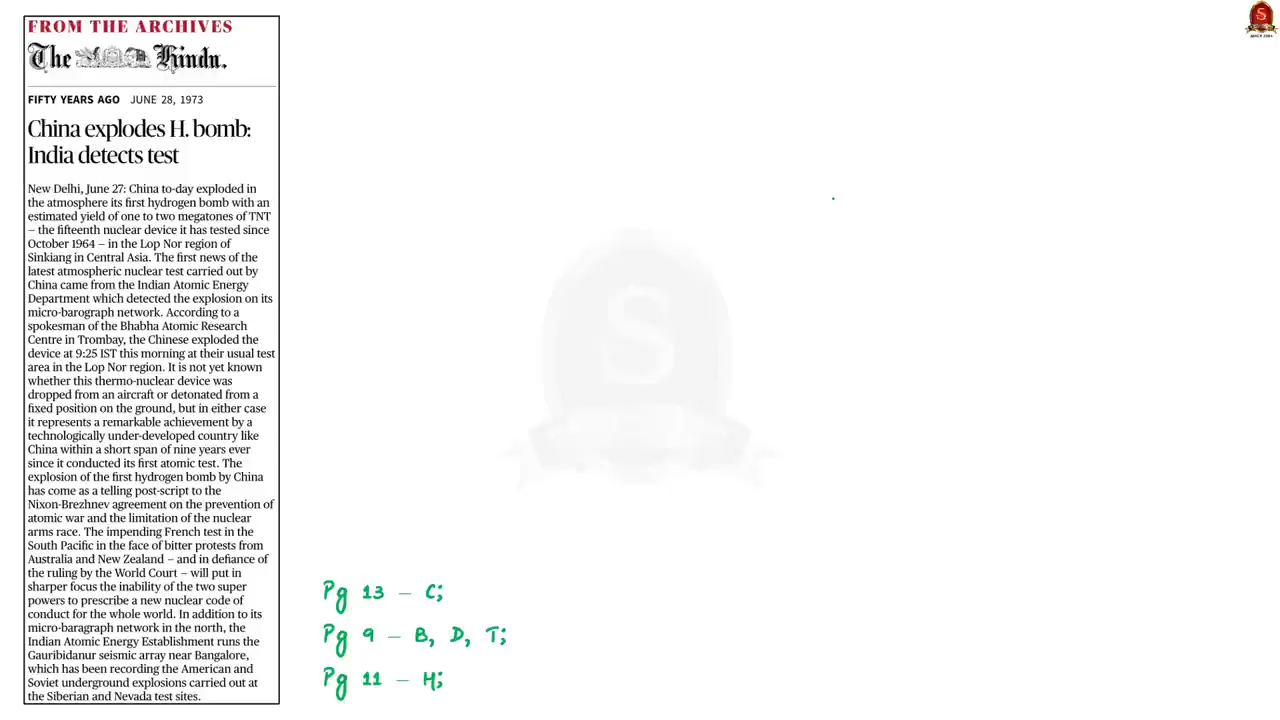 FROM THE ARCHIVES
The Hindu.
FIFTY YEARS AGO JUNE 28, 1973
China explodes H. bomb:
India detects test
New Delhi, June 27: China to-day exploded in
the atmosphere its first hydrogen bomb with an
estimated yield of one to two megatones of TNT
– the fifteenth nuclear device it has tested since
October 1964 – in the Lop Nor region of
Sinkiang in Central Asia. The first news of the
latest atmospheric nuclear test carried out by
China came from the Indian Atomic Energy
Department which detected the explosion on its
micro-barograph network. According to a
spokesman of the Bhabha Atomic Research
Centre in Trombay, the Chinese exploded the
device at 9:25 IST this morning at their usual test
area in the Lop Nor region. It is not yet known
whether this thermo-nuclear device was
dropped from an aircraft or detonated from a
fixed position on the ground, but in either case
it represents a remarkable achievement by a
technologically under-developed country like
China within a short span of nine years ever
since it conducted its first atomic test. The
explosion of the first hydrogen bomb by China
has come as a telling post-script to the
Nixon-Brezhnev agreement on the prevention of
atomic war and the limitation of the nuclear
arms race. The impending French test in the
South Pacific in the face of bitter protests from
Australia and New Zealand – and in defiance of
the ruling by the World Court – will put in
sharper focus the inability of the two super
powers to prescribe a new nuclear code of
conduct for the whole world. In addition to its
micro-baragraph network in the north, the
Indian Atomic Energy Establishment runs the
Gauribidanur seismic array near Bangalore,
which has been recording the American and
Soviet underground explosions carried out at
the Siberian and Nevada test sites.
Pg 13 – C;
Pg 9 – B, D, T;
Pg 11 – H;
S
S